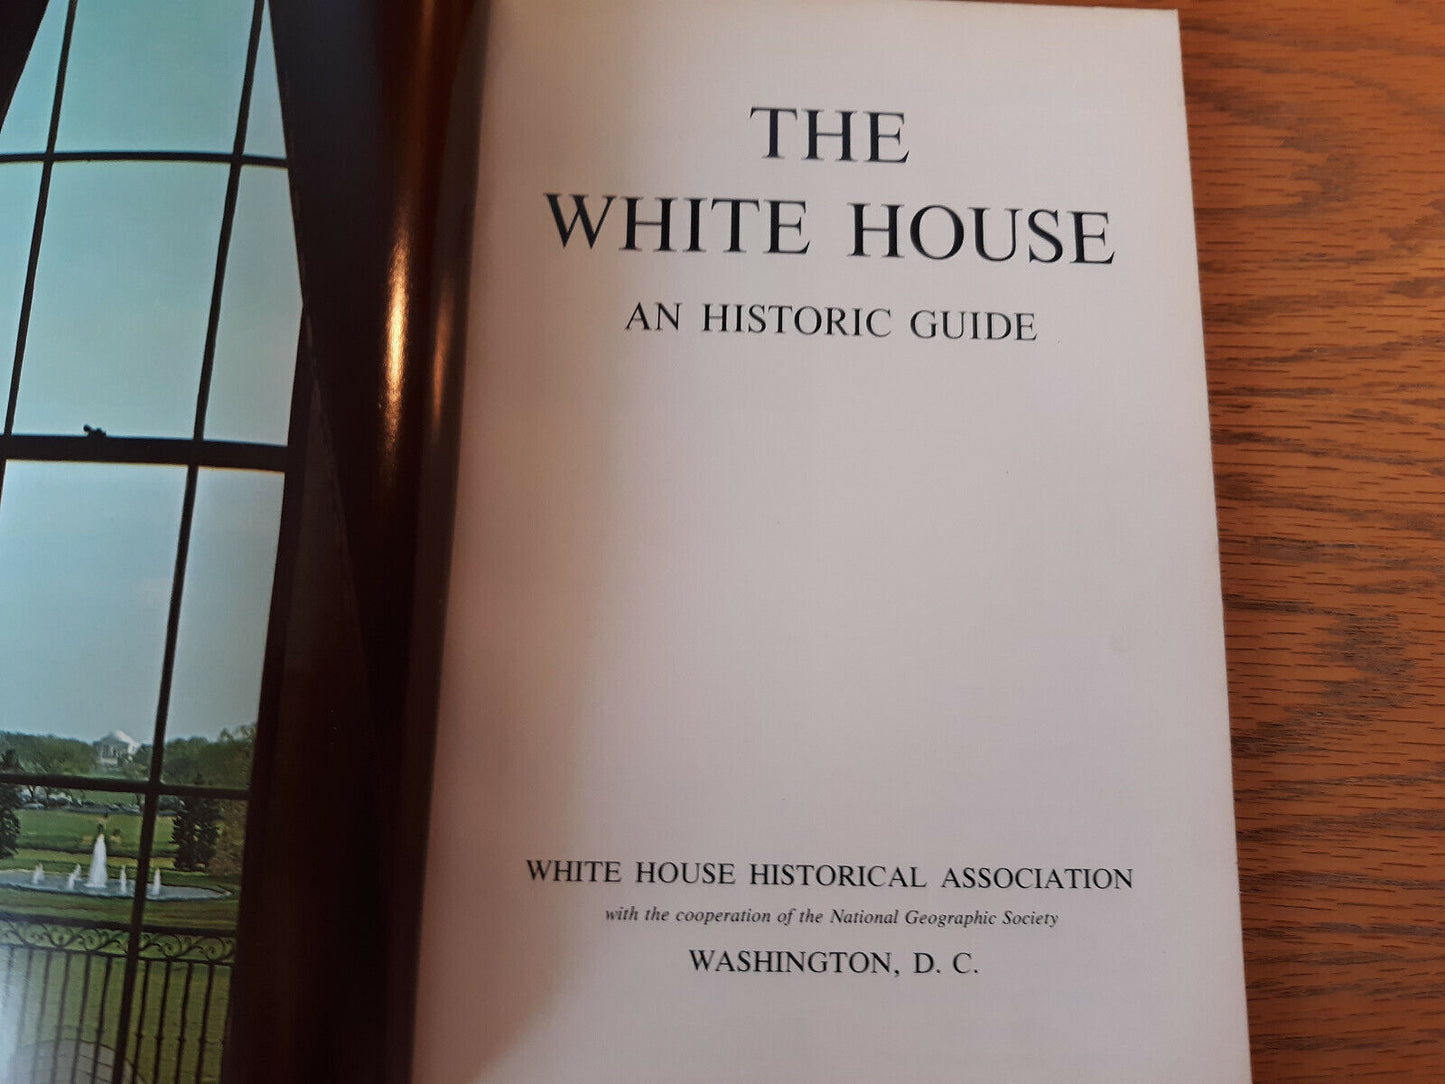 THE
WHITE HOUSE
AN HISTORIC GUIDE
WHITE HOUSE HISTORICAL ASSOCIATION
with the cooperation of the National Geographic Society
WASHINGTON, D. C.